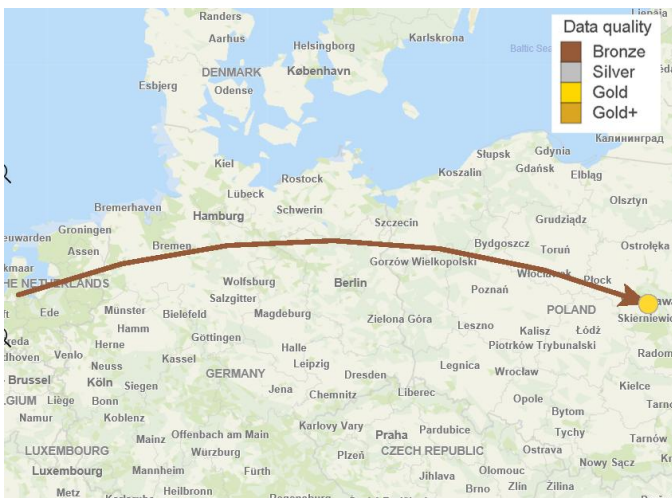 Data quality
Bronze
Silver
Gold
Gold+
Randers
Aarhus
Helsingborg
Karlskrona
Baltic Sea
DENMARK
København
Esbjerg
Odense
Калининград
Kiel
Słupsk
Gdynia
Gdańsk
Elbląg
Koszalin
Rostock
Lübeck
Olsztyn
Bremerhaven
Schwerin
Hamburg
Grudziądz
Szczecin
Groningen
Assen
Bremen
Bydgoszcz
Toruń
Ostrołęka
Gorzów Wielkopolski
Włocławek
Płock
THE NETHERLANDS
Wolfsburg
Berlin
Poznań
Salzgitter
Ede
Münster
Bielefeld
Magdeburg
POLAND
Zielona Góra
Skierniewice
Hamm
Leszno
Kalisz
Łódź
Herne
Göttingen
Piotrków Trybunalski
Venlo
Kassel
Halle
Radom
Neuss
Leipzig
Dresden
Legnica
Wrocław
Brussel
Köln
Siegen
GERMANY
Kielce
Liège
Bonn
Jena
Chemnitz
Liberec
Opole
Namur
Koblenz
Bytom
Karlovy Vary
Praha
Pardubice
Tychy
Mainz
Offenbach am Main
Tarnów
LUXEMBOURG
Würzburg
Plzeň
CZECH REPUBLIC
Ostrava
Luxembourg
Mannheim
Fürth
Olomouc
Nowy Sącz
Jihlava
Metz
Heilbronn
Brno
Zlín
Žilina